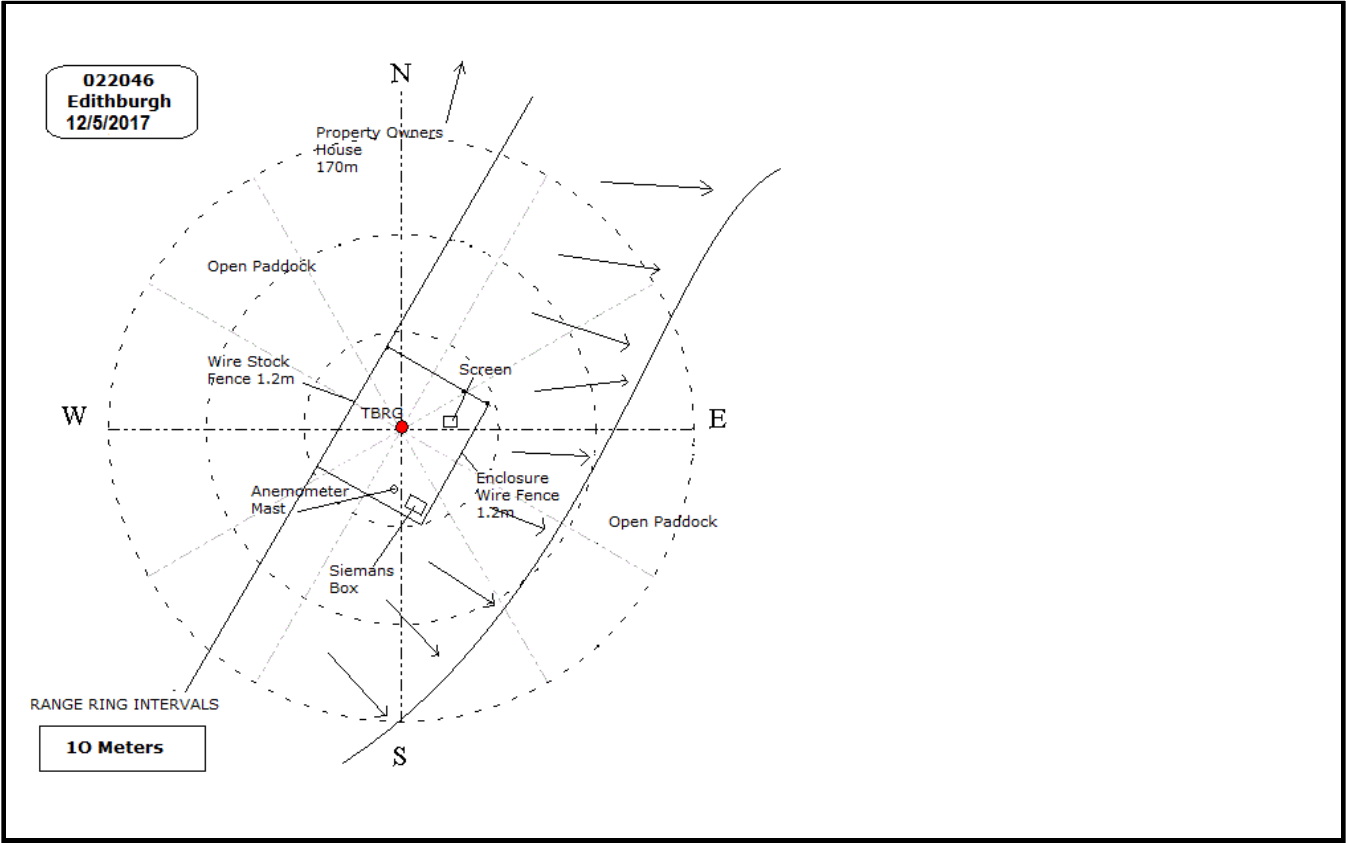 022046
Edithburgh
12/5/2017
N
Property Owners
House
170m
Open Paddock
Wire Stock
Fence 1.2m
Screen
W
TBRG
E
Anemometer
Mast
Enclosure
Wire Fence
1.2m
Open Paddock
Siemans
Box
RANGE RING INTERVALS
10 Meters
S